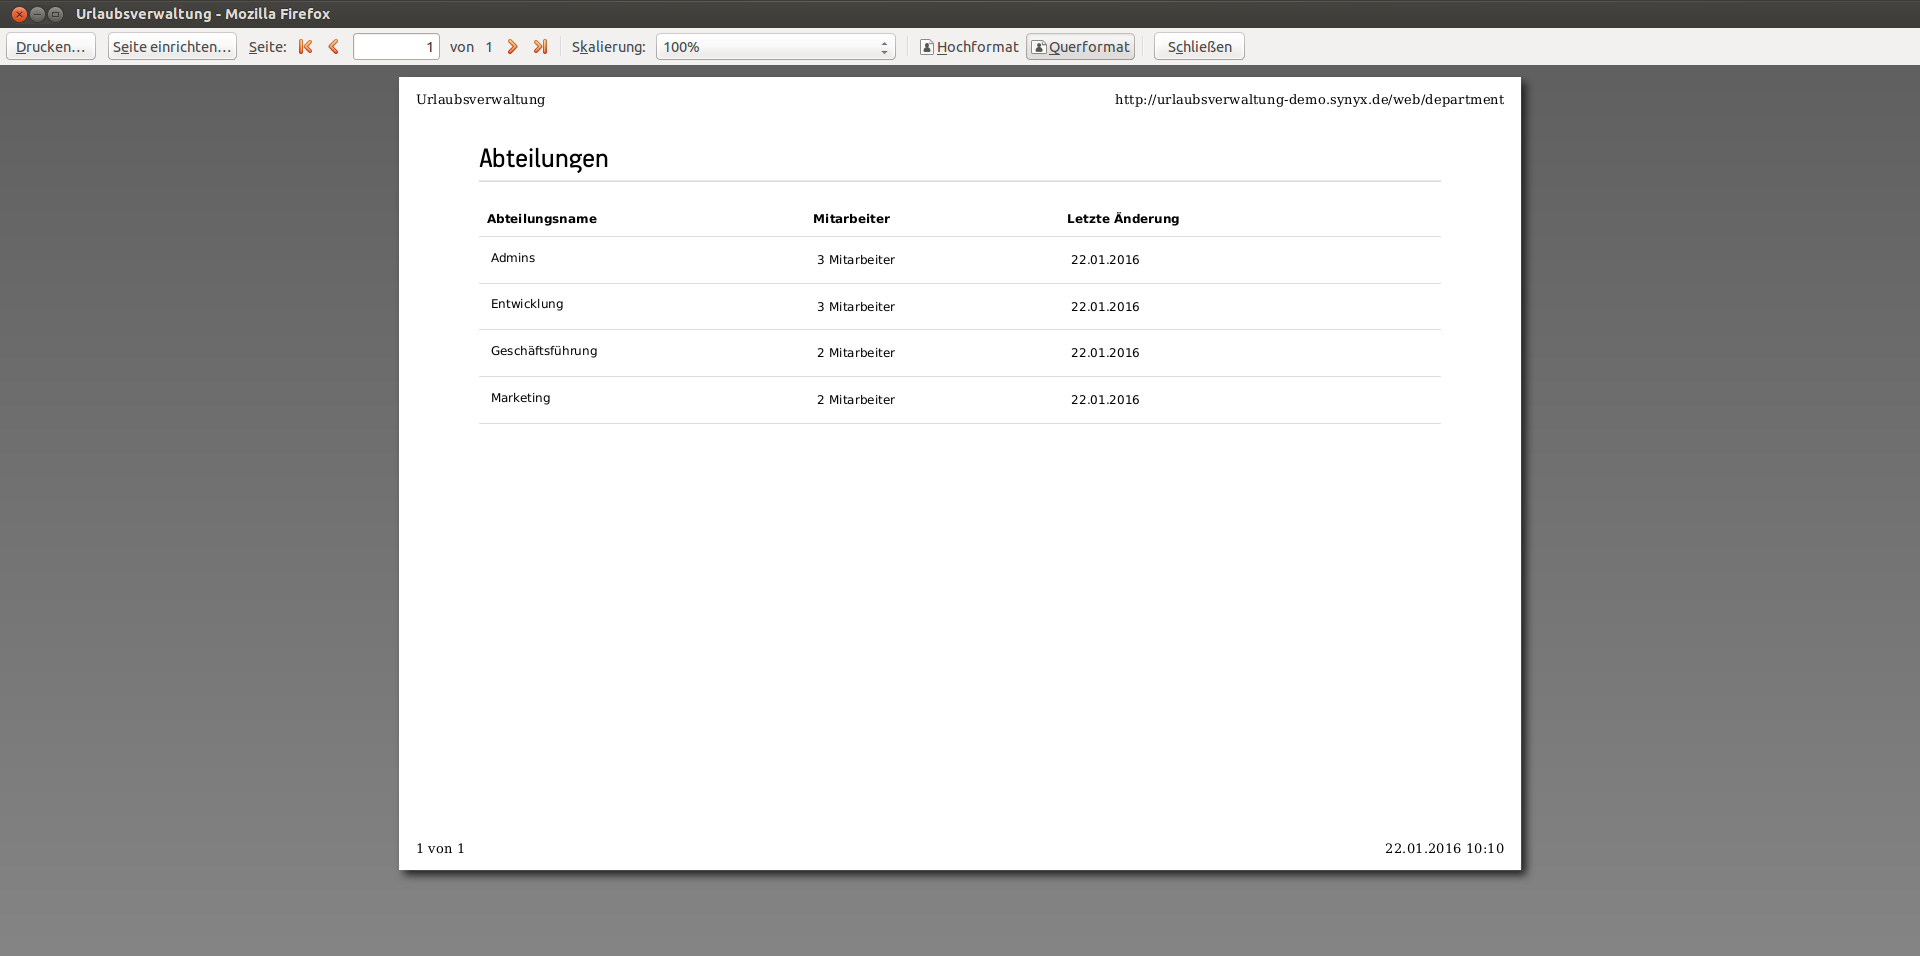 Urlaubsverwaltung - Mozilla Firefox
Drucken... Seite einrichten... Seite: 1 von 1 Skalierung: 100% Hochformat Querformat Schließen
Urlaubsverwaltung http://urlaubsverwaltung-demo.synyx.de/web/department
Abteilungen
Abteilungsname Mitarbeiter Letzte Änderung
Admins 3 Mitarbeiter 22.01.2016
Entwicklung 3 Mitarbeiter 22.01.2016
Geschäftsführung 2 Mitarbeiter 22.01.2016
Marketing 2 Mitarbeiter 22.01.2016
1 von 1 22.01.2016 10:10